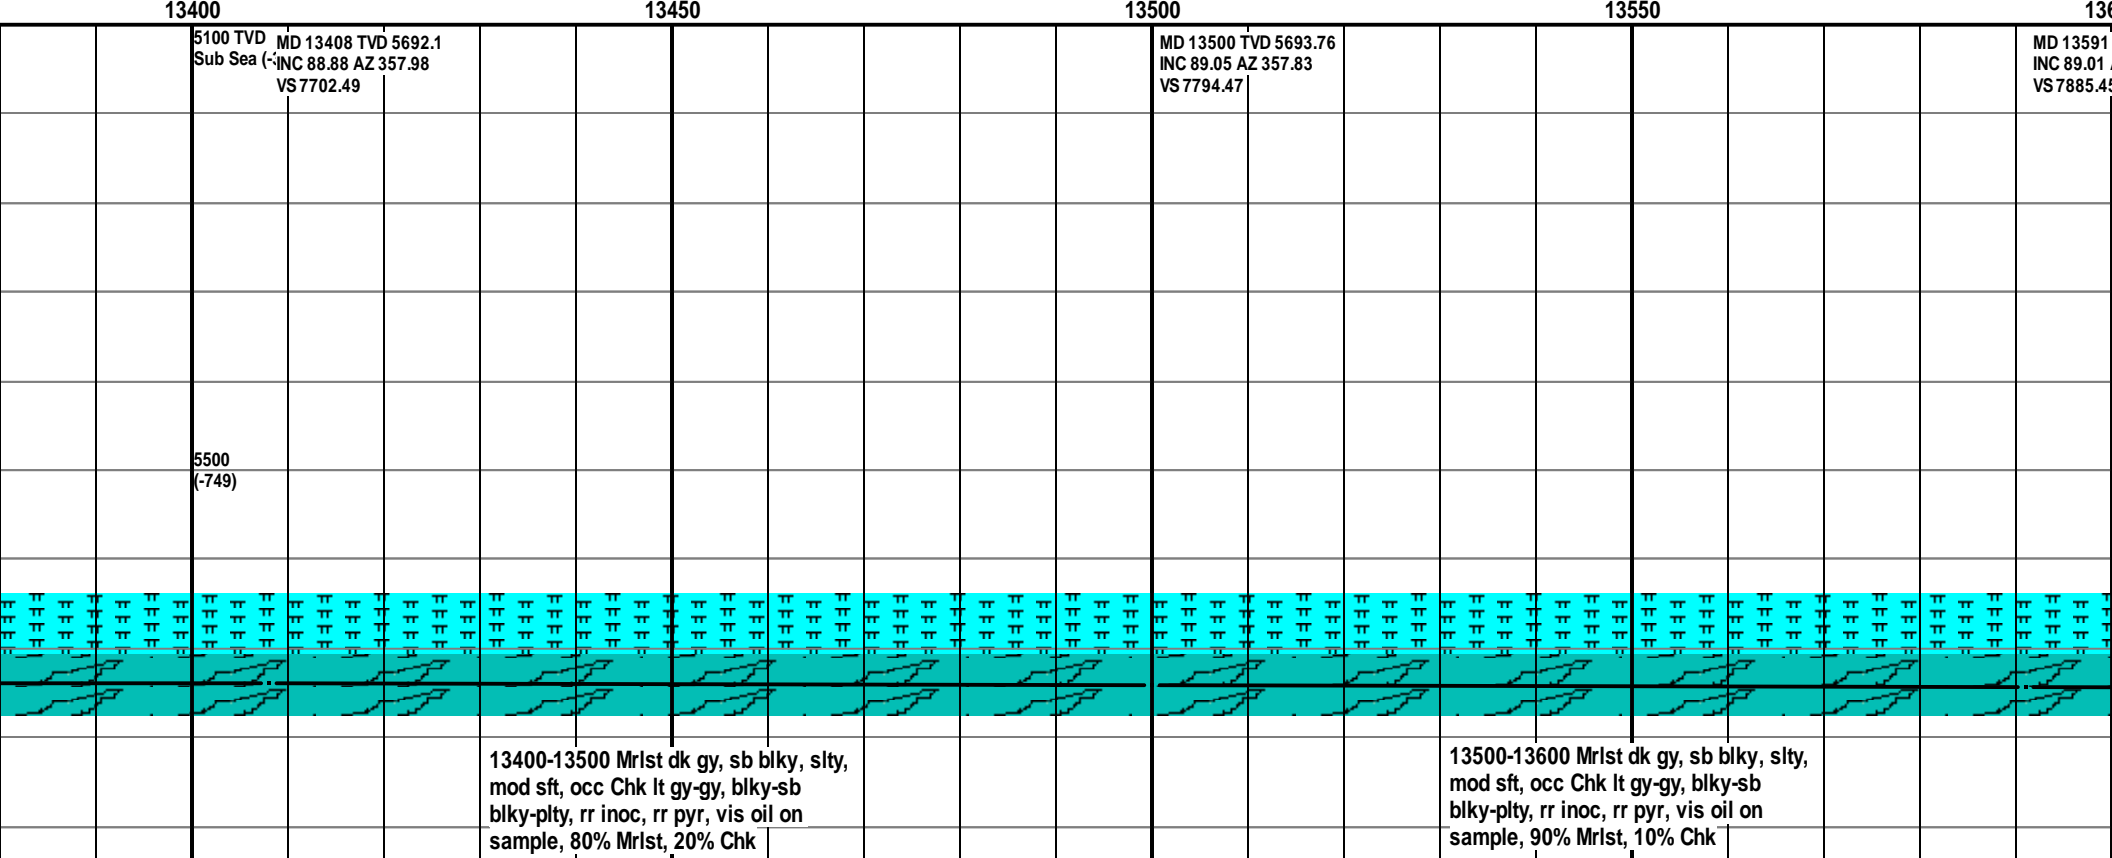 13400
13450
13500
13550
5100 TVD
Sub Sea (-
MD 13408 TVD 5692.1
INC 88.88 AZ 357.98
VS 7702.49
MD 13500 TVD 5693.76
INC 89.05 AZ 357.83
VS 7794.47
MD 13591
INC 89.01
VS 7885.45
5500
(-749)
13400-13500 Mrlst dk gy, sb blky, slty,
mod sft, occ Chk lt gy-gy, blky-sb
blky-plty, rr inoc, rr pyr, vis oil on
sample, 80% Mrlst, 20% Chk
13500-13600 Mrlst dk gy, sb blky, slty,
mod sft, occ Chk lt gy-gy, blky-sb
blky-plty, rr inoc, rr pyr, vis oil on
sample, 90% Mrlst, 10% Chk